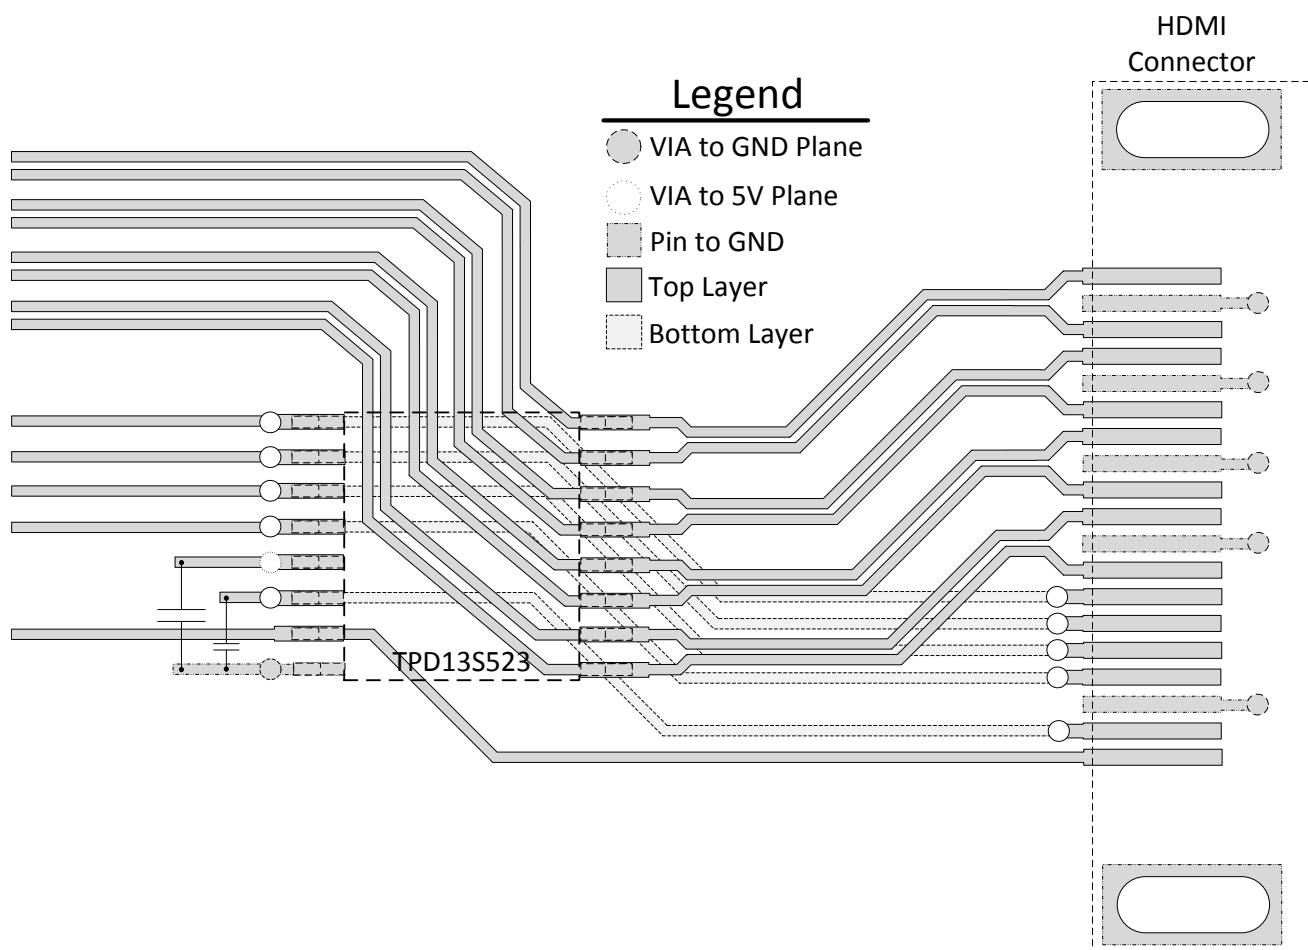 HDMI
Connector
Legend
VIA to GND Plane
VIA to 5V Plane
Pin to GND
Top Layer
Bottom Layer
TPD13S523